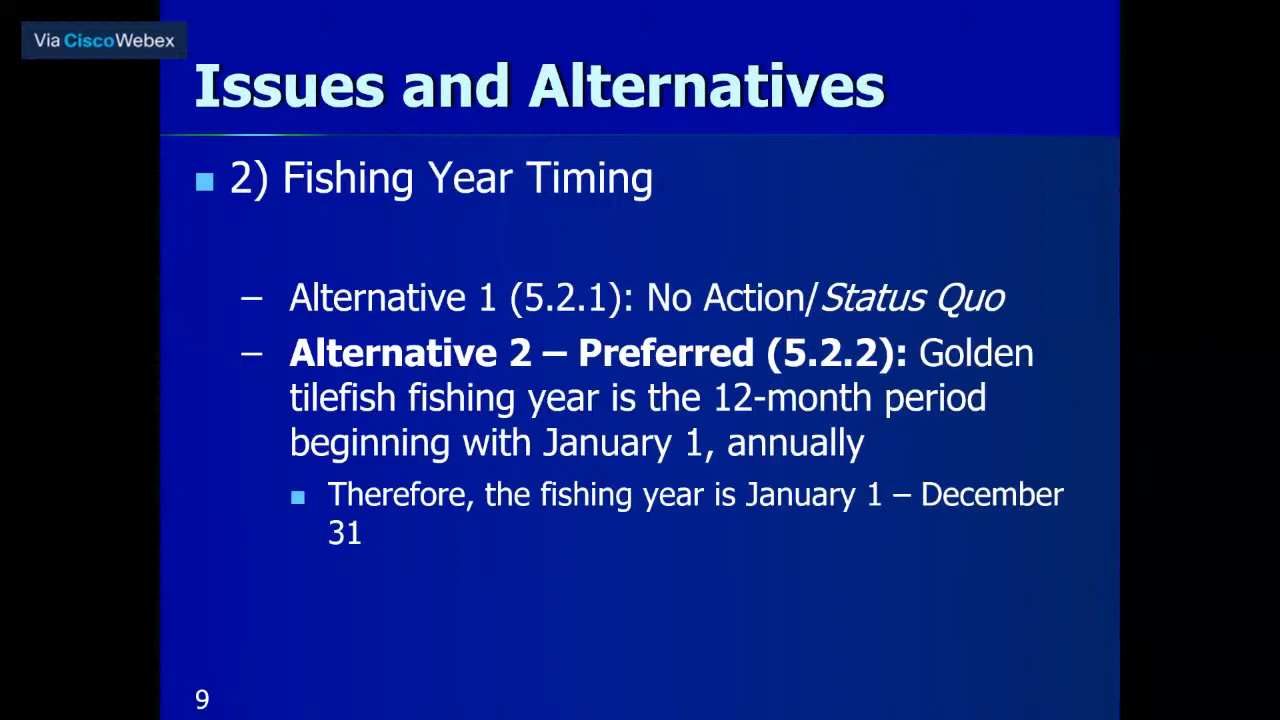 Via Cisco Webex
Issues and Alternatives
2) Fishing Year Timing
– Alternative 1 (5.2.1): No Action/Status Quo
– Alternative 2 – Preferred (5.2.2): Golden
tilefish fishing year is the 12-month period
beginning with January 1, annually
Therefore, the fishing year is January 1 – December
31
9